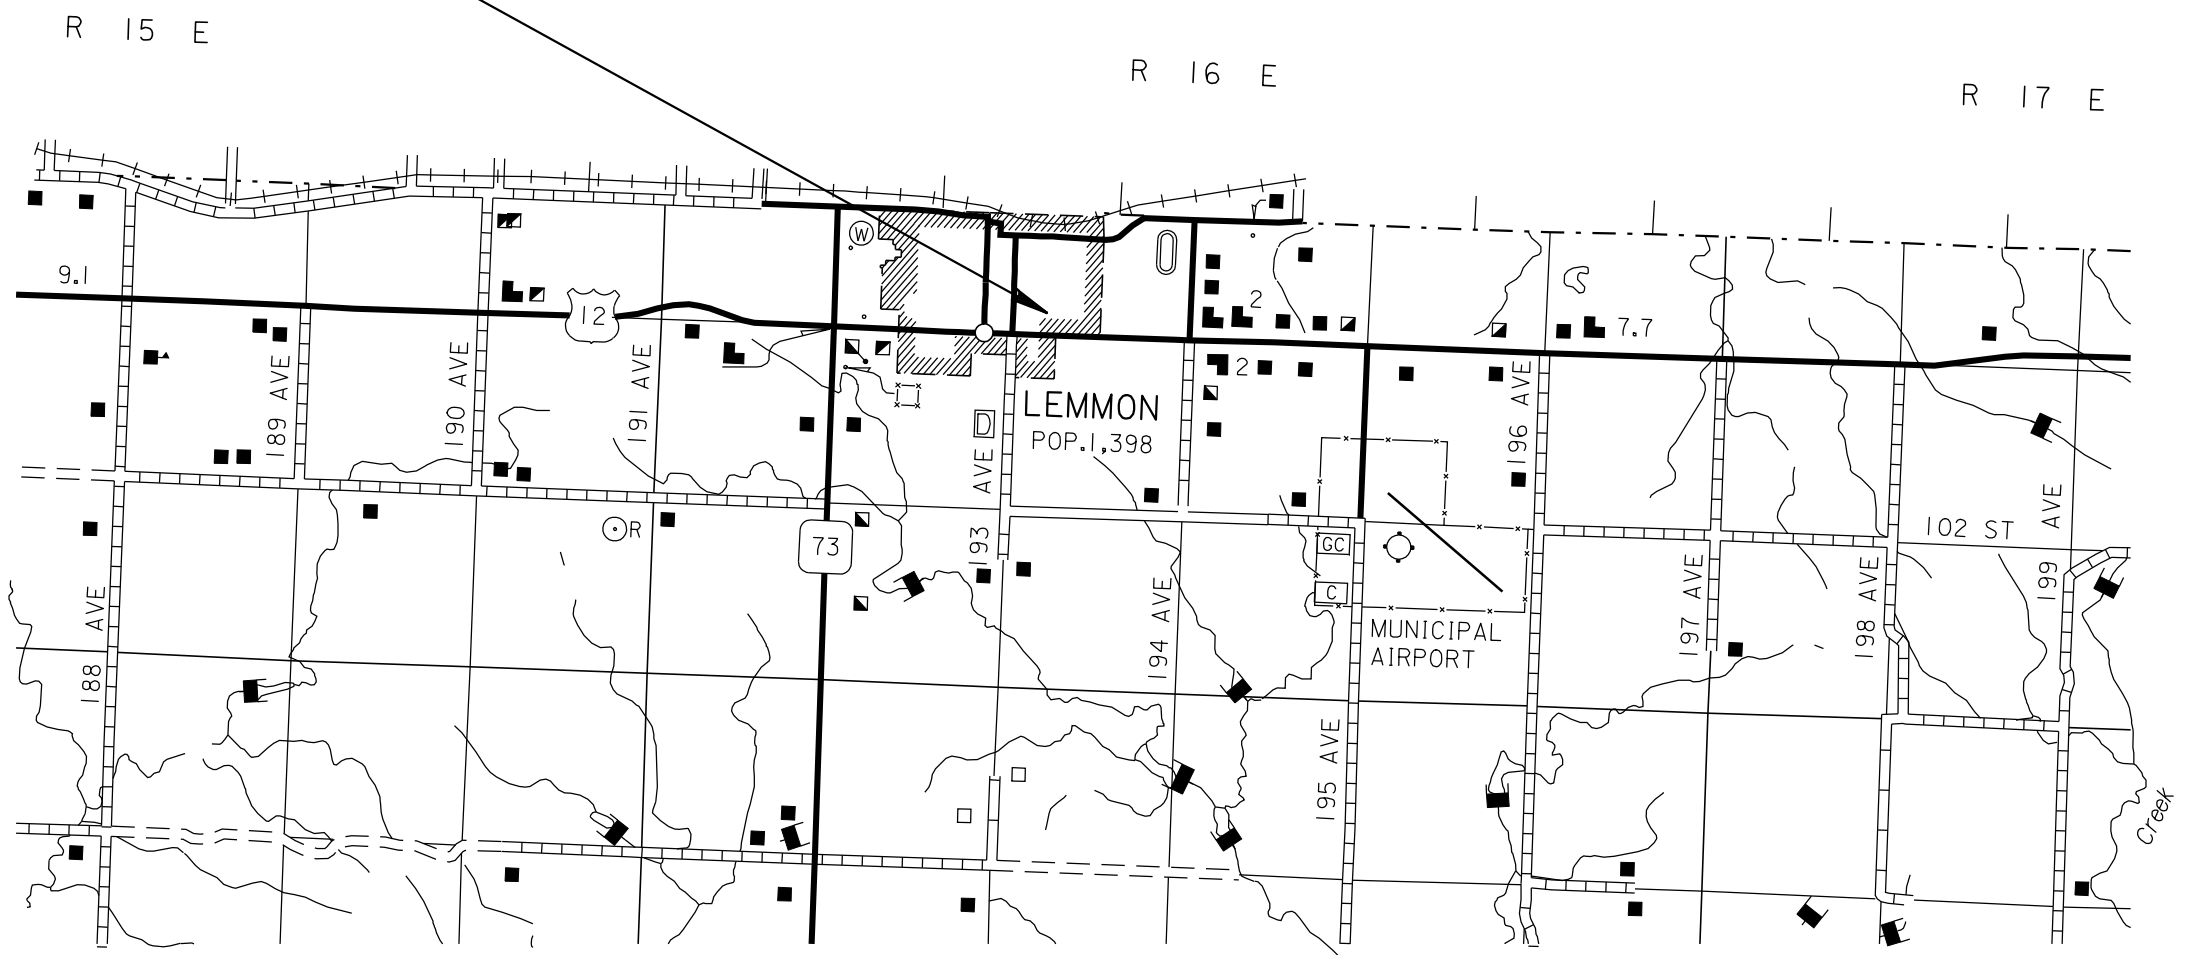 R 15 E
R 16 E
R 17 E
W
9.1
12
2
7.7
2
LEMMON
POP.1,398
D
189 AVE
190 AVE
191 AVE
193 AVE
196 AVE
R
73
GC
C
102 ST
MUNICIPAL
AIRPORT
188 AVE
194 AVE
195 AVE
197 AVE
198 AVE
199 AVE
Creek